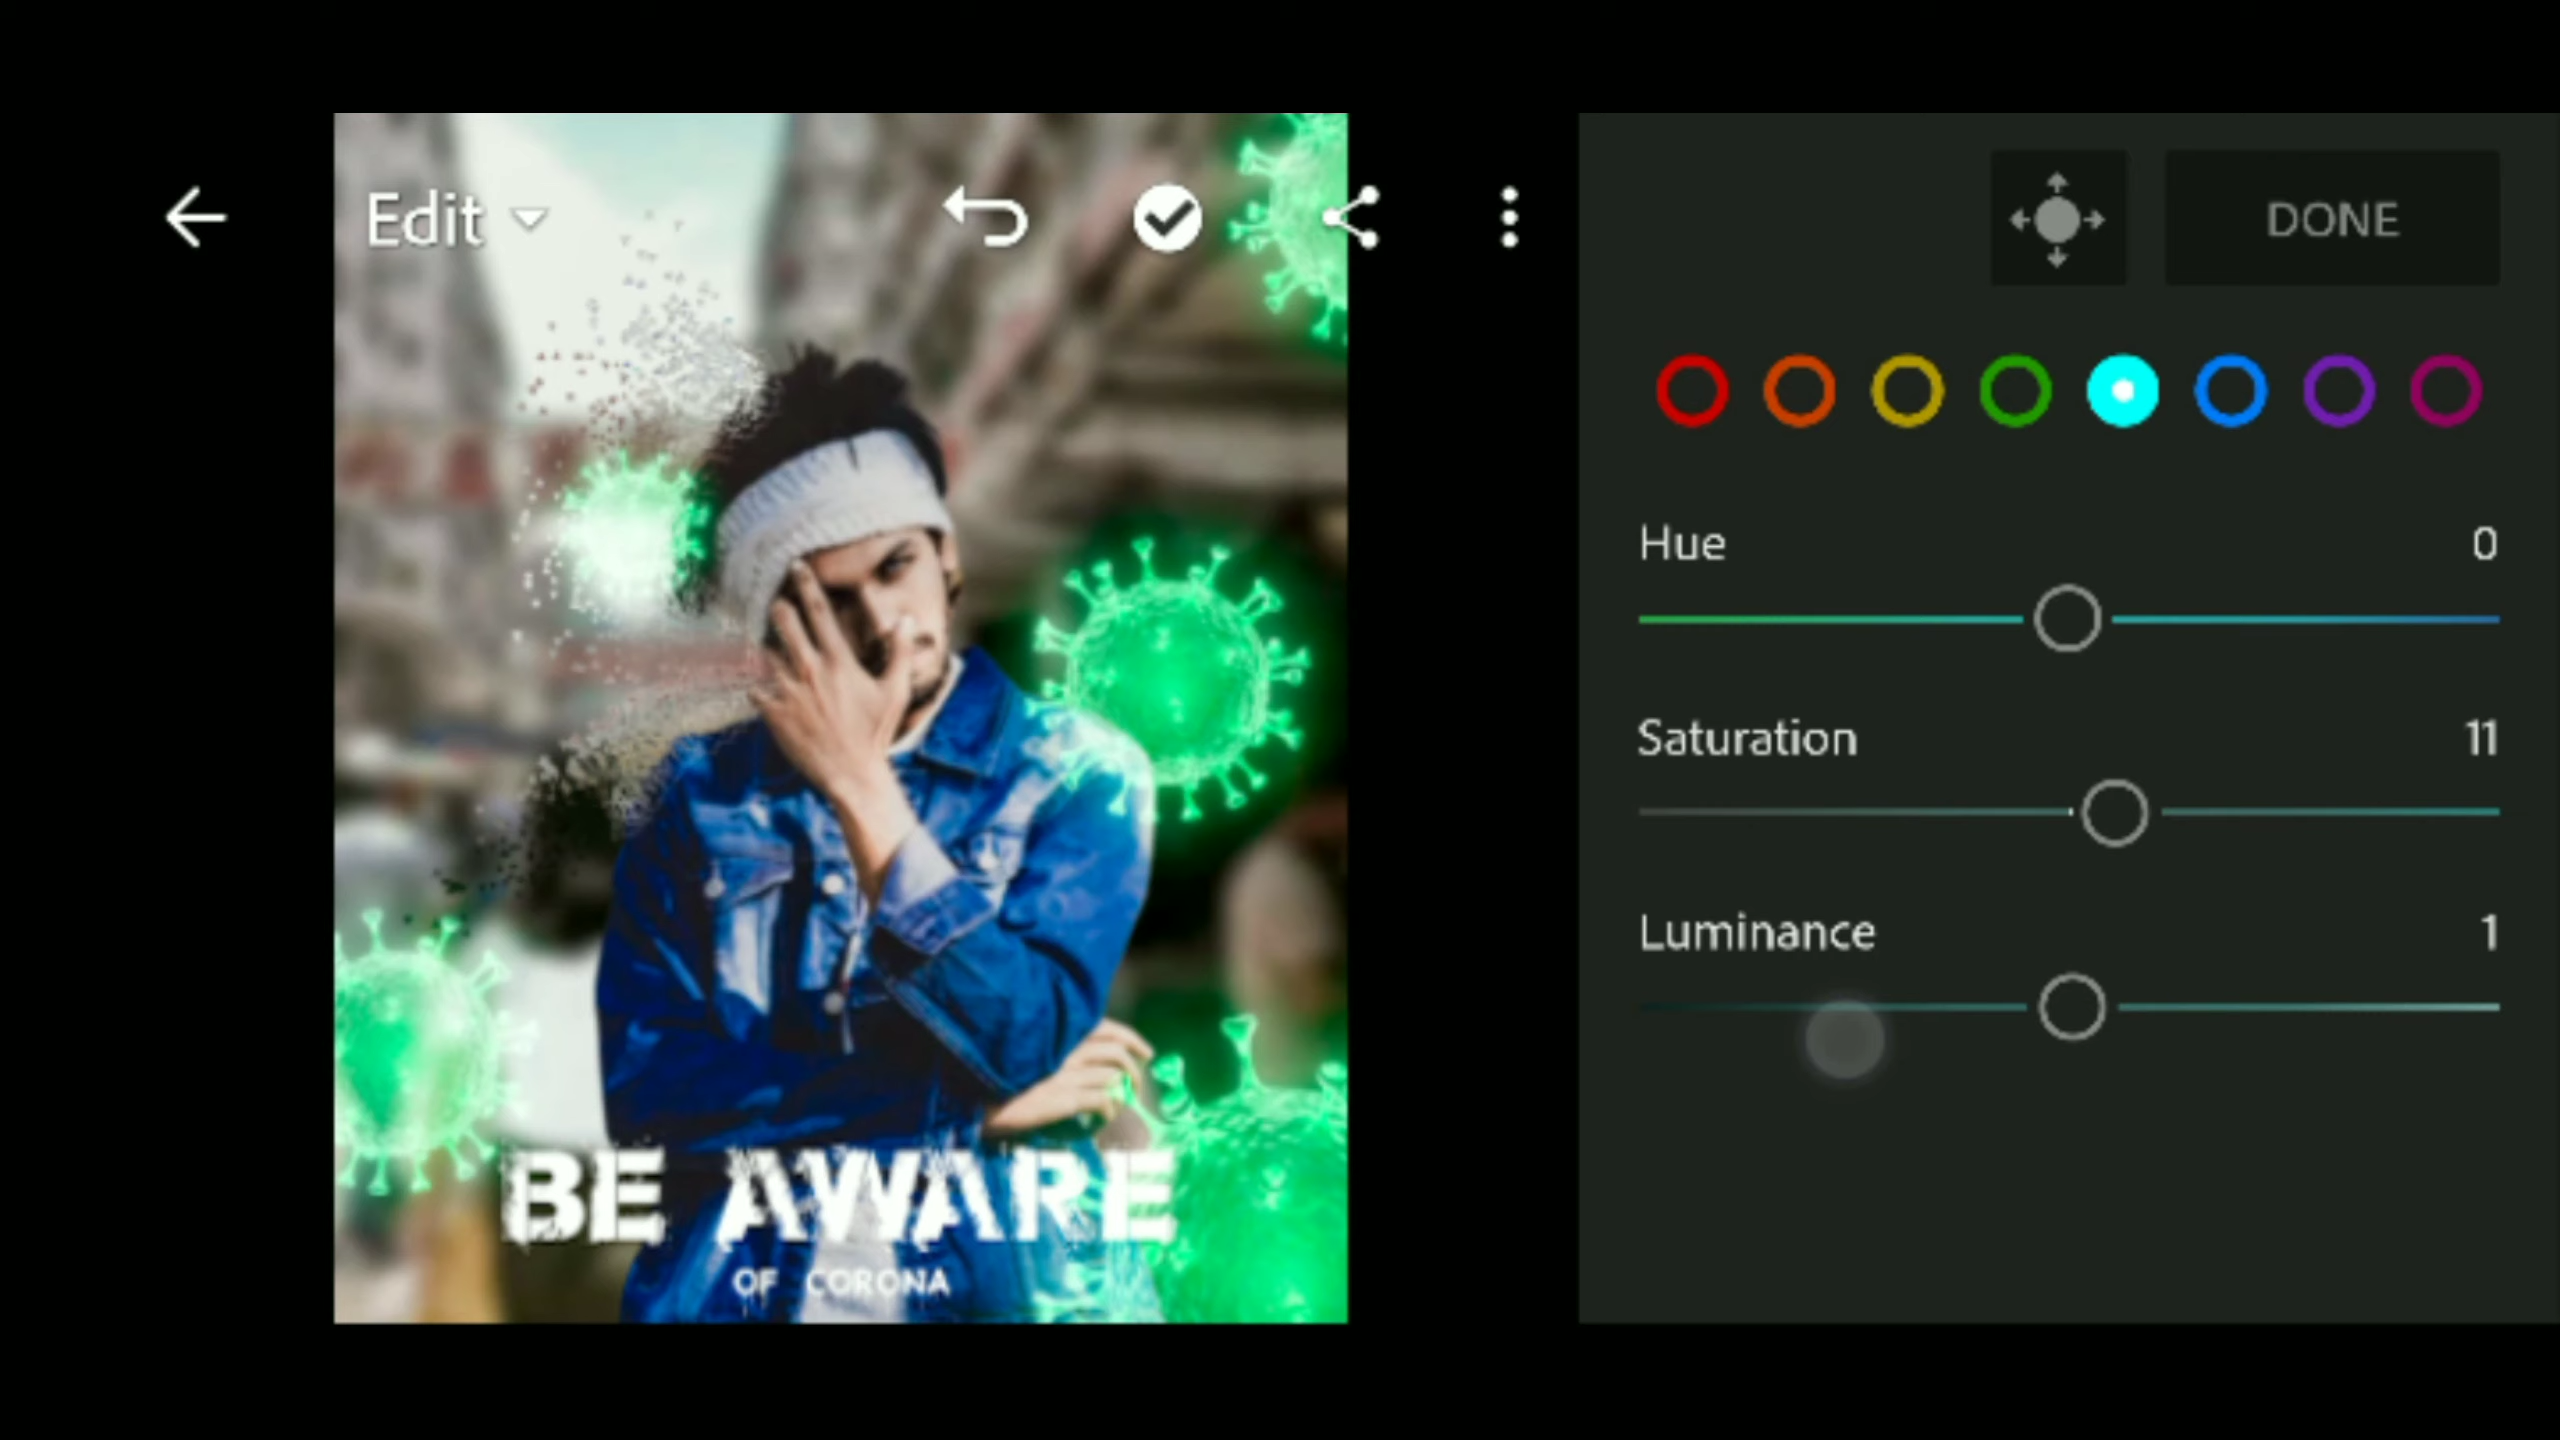 Edit
DONE
Hue 0
Saturation 11
Luminance 1
BE AWARE
OF CORONA